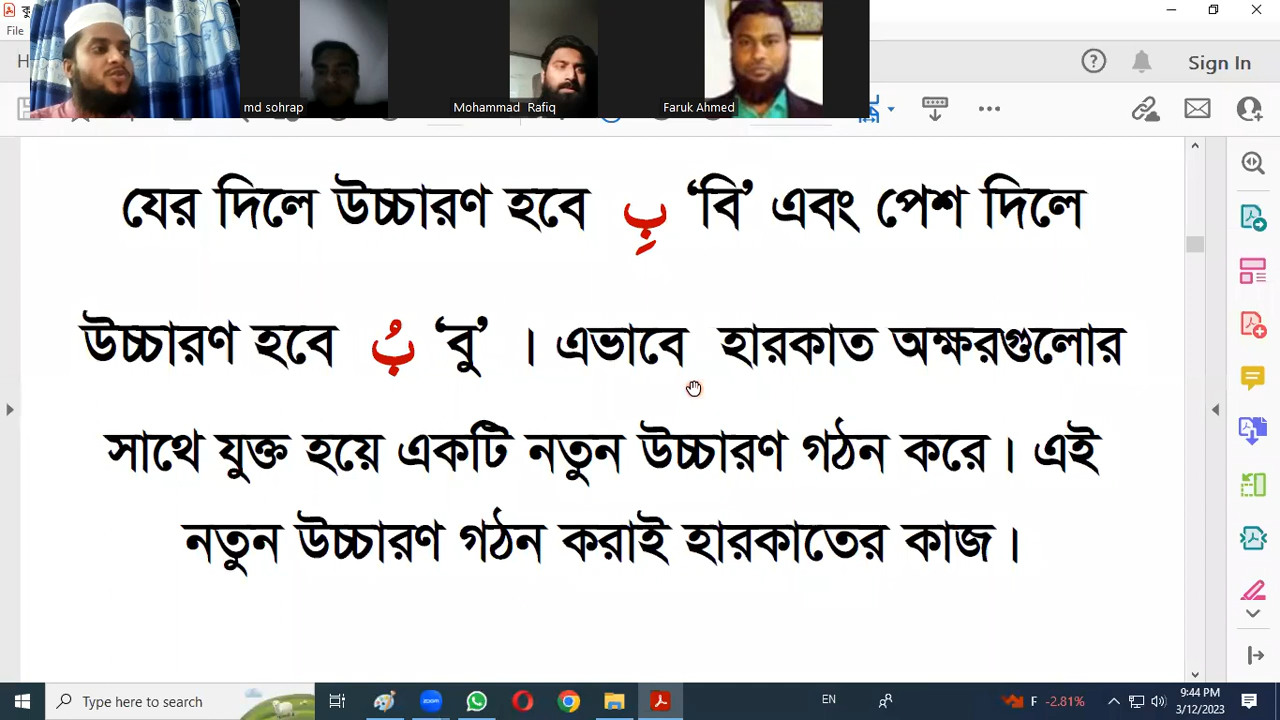 কু
File
H
Sign In
md sohrap
Mohammad Rafiq
Faruk Ahmed
যের দিলে উচ্চারণ হবে بِ ‘বি’ এবং পেশ দিলে
উচ্চারণ হবে بُ ‘বু’ । এভাবে হারকাত অক্ষরগুলোর
সাথে যুক্ত হয়ে একটি নতুন উচ্চারণ গঠন করে। এই
নতুন উচ্চারণ গঠন করাই হারকাতের কাজ।
Type here to search
EN
F -2.81%
9:44 PM
3/12/2023